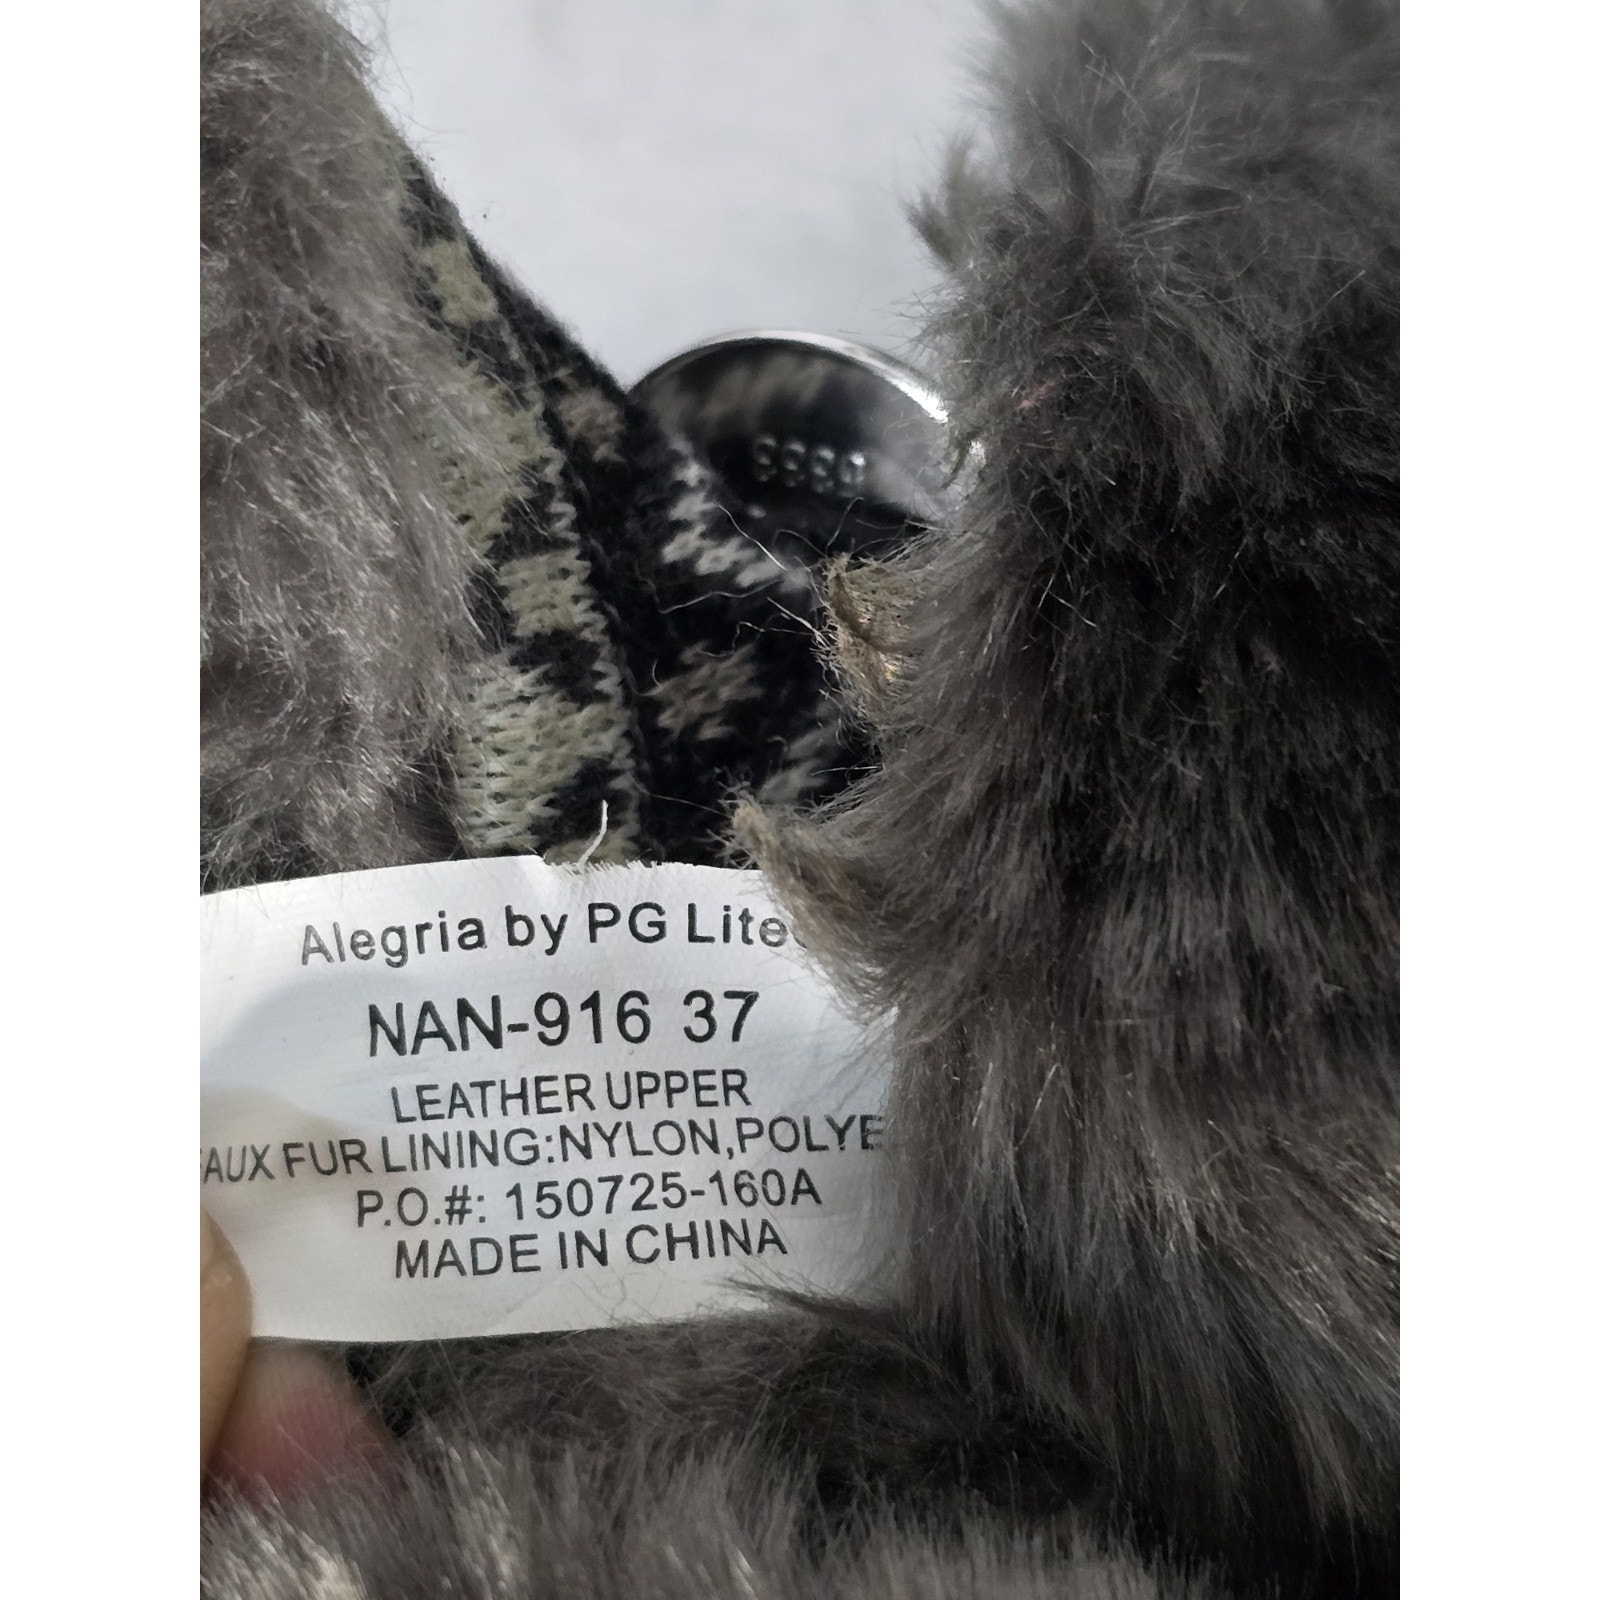 Alegria by PG Lite
NAN-916 37
LEATHER UPPER
AUX FUR LINING:NYLON,POLYE
P.O.#: 150725-160A
MADE IN CHINA